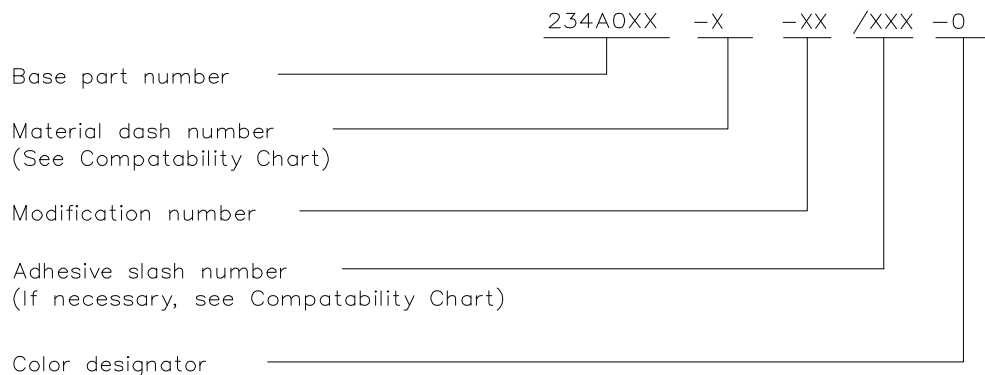 234A0XX -X -XX /XXX -0
Base part number
Material dash number
(See Compatability Chart)
Modification number
Adhesive slash number
(If necessary, see Compatability Chart)
Color designator